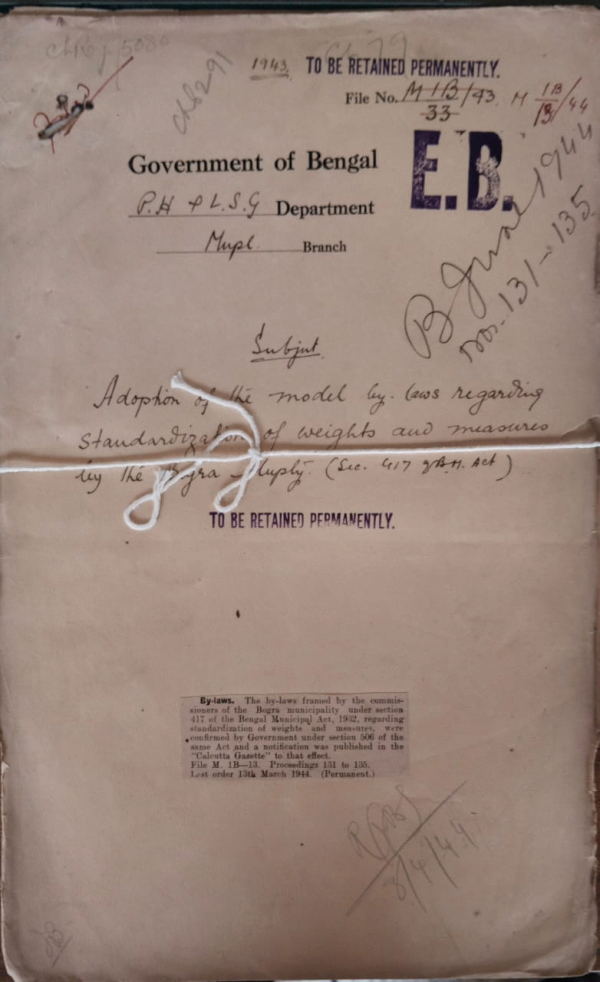 1943 TO BE RETAINED PERMANENTLY.
File No. M 1B/43 M 1B/44
33 13
E.B.
Government of Bengal
P.H & L.S.G Department
Mupl. Branch
B June 1944
Nos. 131-135
Subject
Adoption of the model by-laws regarding
standardization of weights and measures
by the Bogra Muply. (Sec. 417 of B.M. Act)
TO BE RETAINED PERMANENTLY.
By-laws. The by-laws framed by the commis-
sioners of the Bogra municipality under section
417 of the Bengal Municipal Act, 1932, regarding
standardization of weights and measures, were
confirmed by Government under section 506 of the
same Act and a notification was published in the
"Calcutta Gazette" to that effect.
File M. 1B—13. Proceedings 131 to 135.
Last order 13th March 1944. (Permanent.)
8/4/44